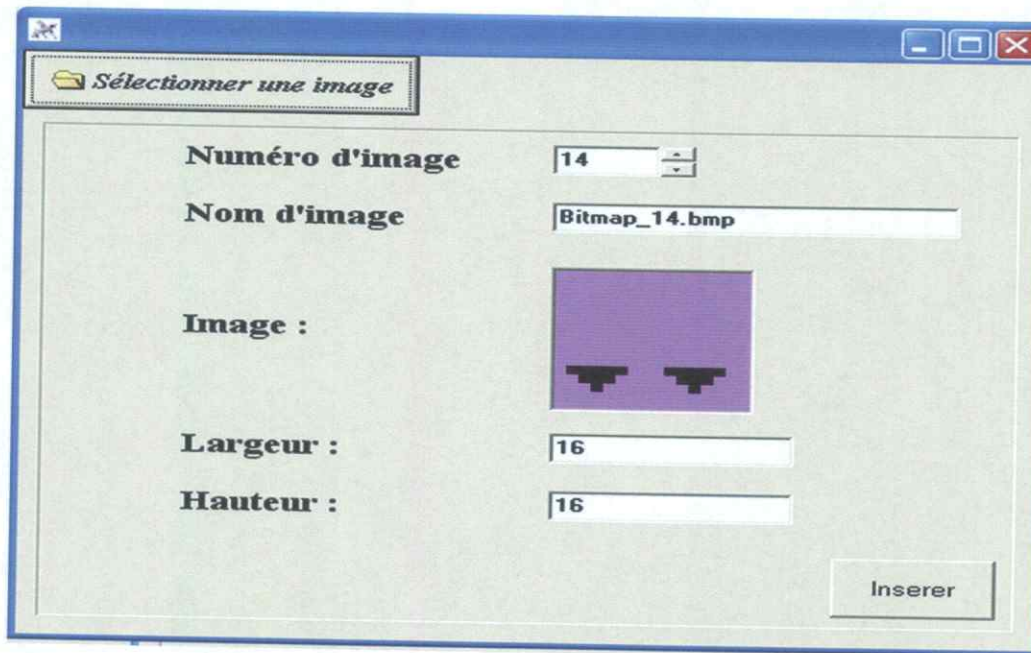 Sélectionner une image
Numéro d'image 14
Nom d'image Bitmap_14.bmp
Image :
Largeur : 16
Hauteur : 16
Inserer